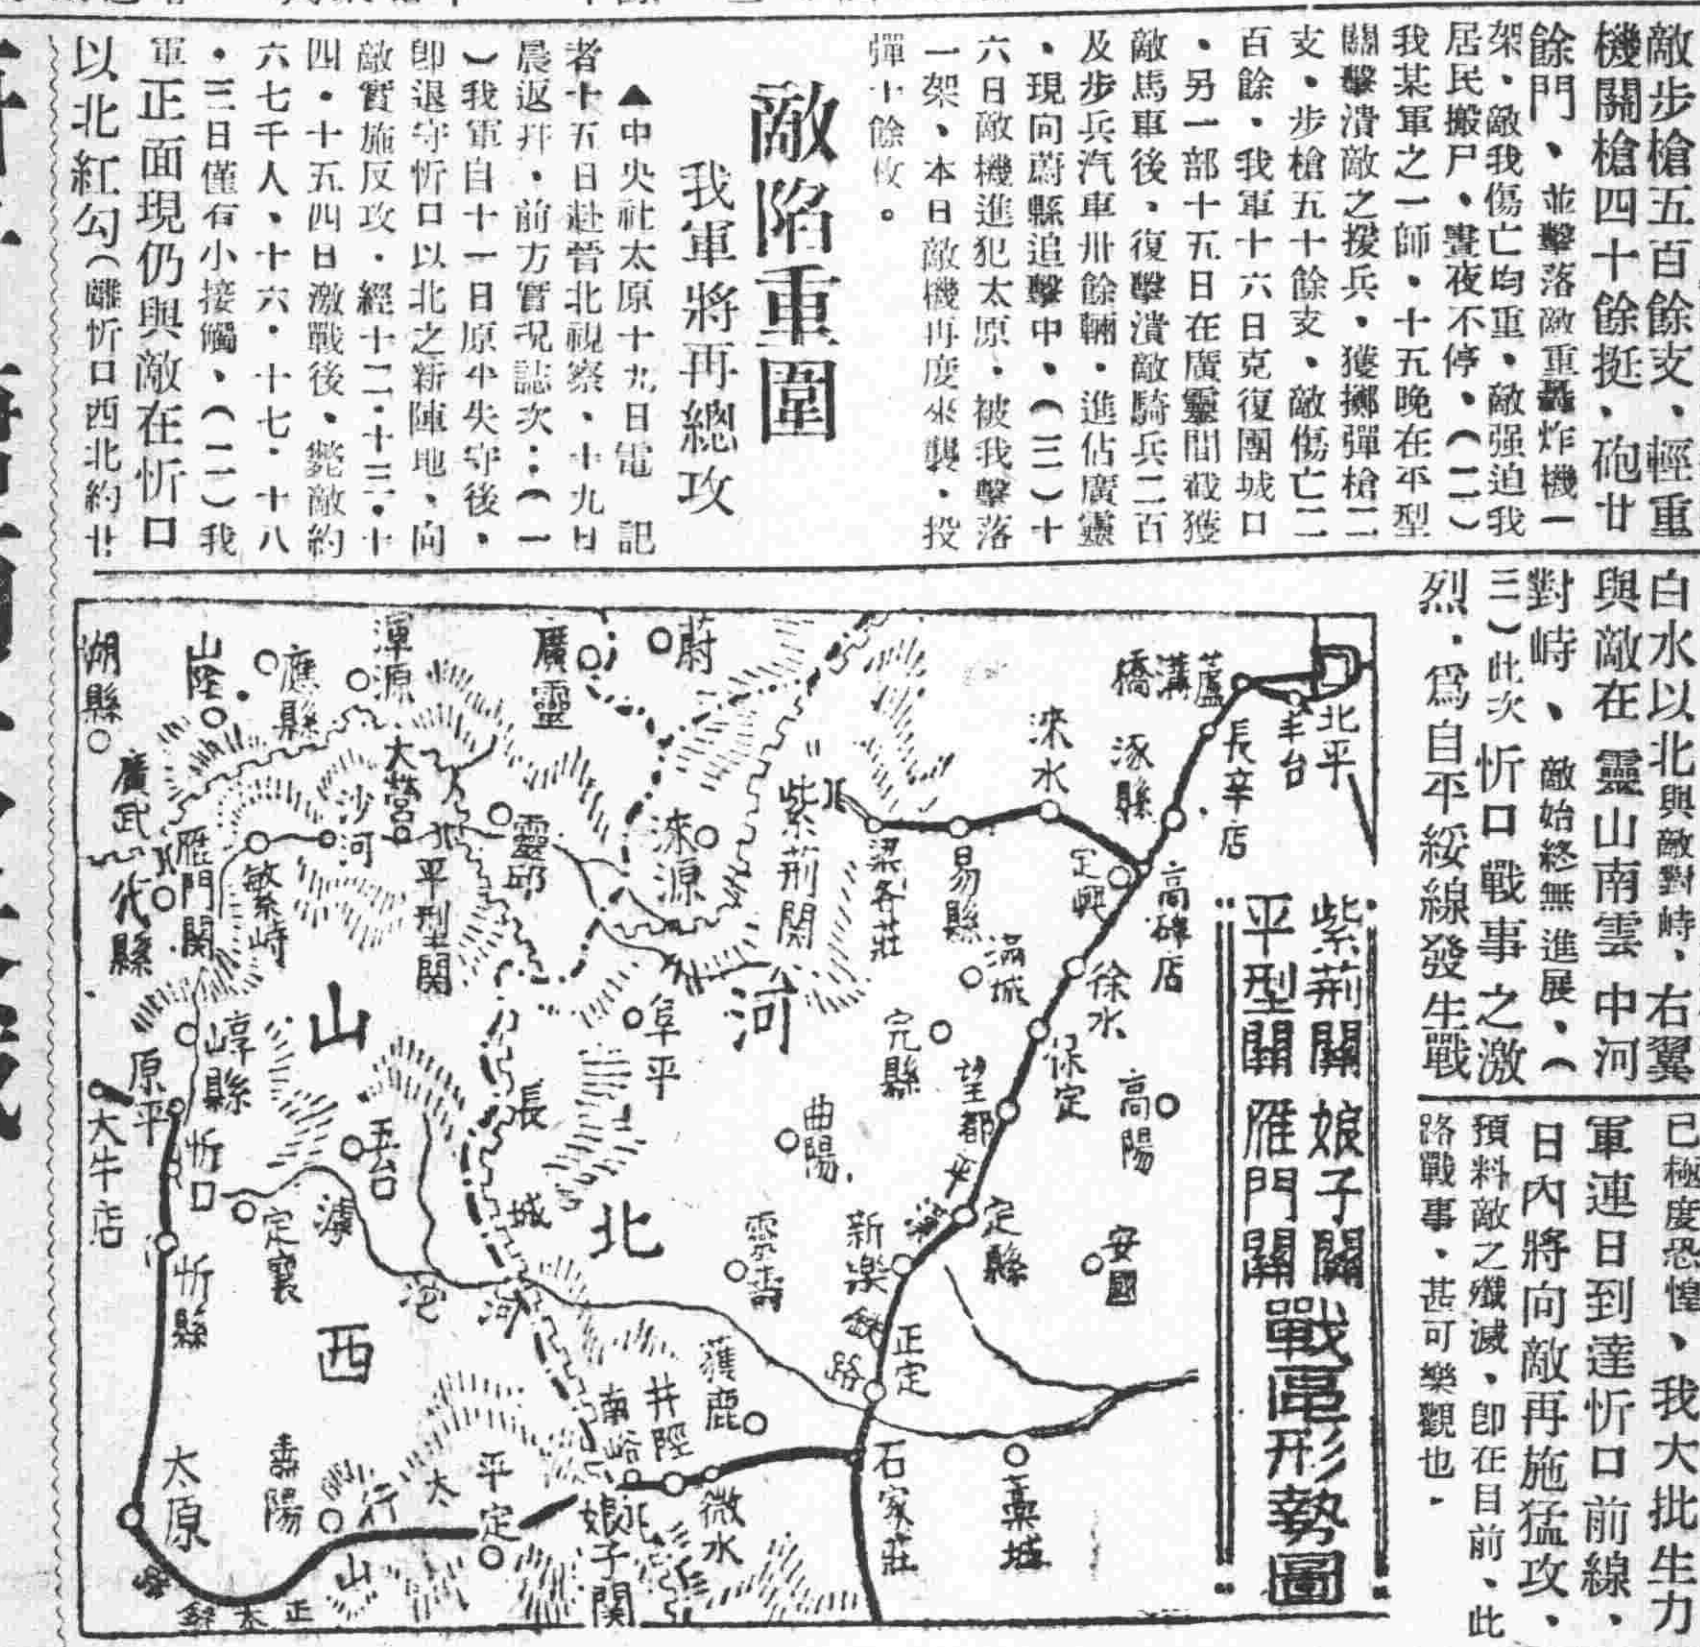 敵步槍五百餘支、輕重
機關槍四十餘挺、砲廿
餘門、並擊落敵重轟炸機一
架、敵我傷亡均重、敵强迫我
居民搬尸、晝夜不停、(二)
我某軍之一師、十五晚在平型
關擊潰敵之援兵、獲擲彈槍二
支、步槍五十餘支、敵傷亡二
百餘、我軍十六日克復團城口
、另一部十五日在廣靈間截獲
敵馬車後、復擊潰敵騎兵二百
及步兵汽車卅餘輛、進佔廣靈
、現向蔚縣追擊中、(三)十
六日敵機進犯太原、被我擊落
一架、本日敵機再度來襲、投
彈十餘枚。
敵陷重圍
我軍將再總攻
▲中央社太原十九日電 記
者十五日赴晉北視察、十九日
晨返幷、前方實况誌次:(一
)我軍自十一日原平失守後、
卽退守忻口以北之新陣地、向
敵實施反攻、經十二・十三・十
四・十五四日激戰後、斃敵約
六七千人、十六・十七・十八
・三日僅有小接觸、(二)我
軍正面現仍與敵在忻口
以北紅勾(離忻口西北約廿
白水以北與敵對峙、右翼
與敵在靈山南雲中河
對峙、敵始終無進展、(
三)此次忻口戰事之激
烈、爲自平綏線發生戰
已極度恐惶、我大批生力
軍連日到達忻口前線、
日內將向敵再施猛攻、
預料敵之殲滅、卽在目前、此
路戰事、甚可樂觀也。
紫荊關 娘子關
平型關 雁門關
戰區形勢圖
北平
丰台
蘆溝橋
長辛店
涿縣
淶水
高碑店
定興
易縣
梁各莊
紫荊関
蔚
廣靈
渾源
應縣
山陰
湖縣
廣武
雁門関
代縣
繁峙
沙河
大營
平型関
靈邱
淶源
徐水
滿城
保定
完縣
高陽
望都
阜平
曲陽
定縣
安國
新樂
靈壽
正定
平漢鉄路
石家莊
藁城
獲鹿
微水
井陘
南峪
娘子関
平定
太行山
壽陽
太原
正太路
忻縣
定襄
忻口
五台
原平
崞縣
大牛店
滹沱河
長城
河北
山西